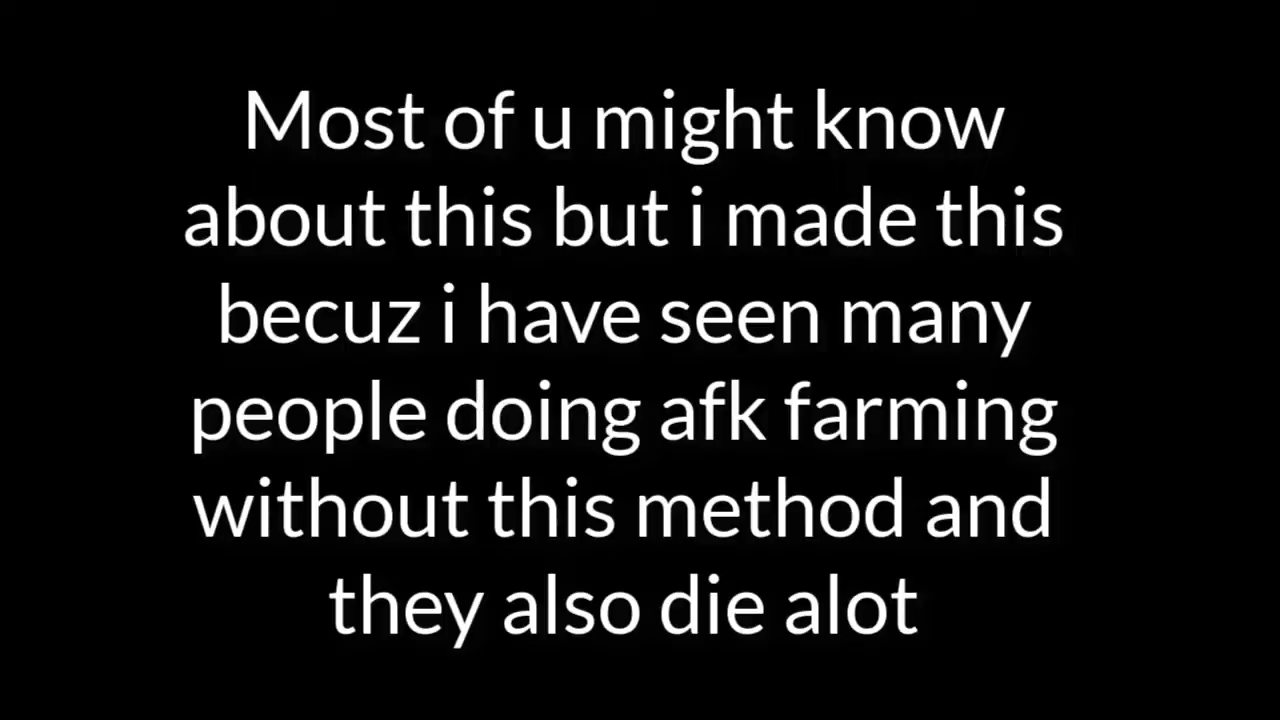 Most of u might know
about this but i made this
becuz i have seen many
people doing afk farming
without this method and
they also die alot